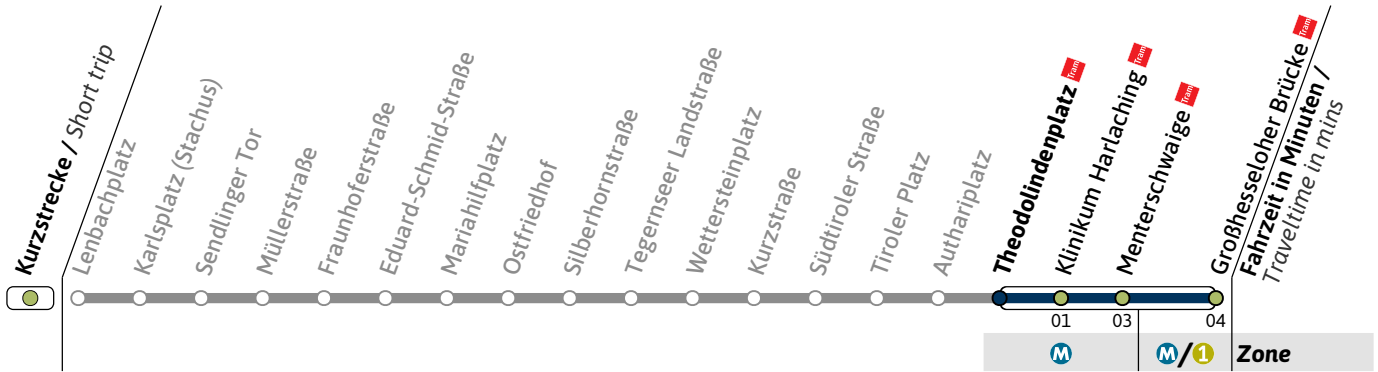 Kurzstrecke / Short trip
Lenbachplatz
Karlsplatz (Stachus)
Sendlinger Tor
Müllerstraße
Fraunhoferstraße
Eduard-Schmid-Straße
Mariahilfplatz
Ostfriedhof
Silberhornstraße
Tegernseer Landstraße
Wettersteinplatz
Kurzstraße
Südtiroler Straße
Tiroler Platz
Authariplatz
Theodolindenplatz Tram
Klinikum Harlaching Tram
Menterschwaige Tram
Großhesseloher Brücke Tram
Fahrzeit in Minuten /
Traveltime in mins
01 03 04
M M/1 Zone